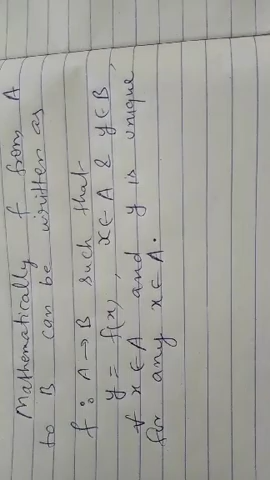 Mathematically f from A
to B can be written as
f : A → B such that
y = f(x), x ∈ A & y ∈ B,
∀ x ∈ A and y is unique
for any x ∈ A.